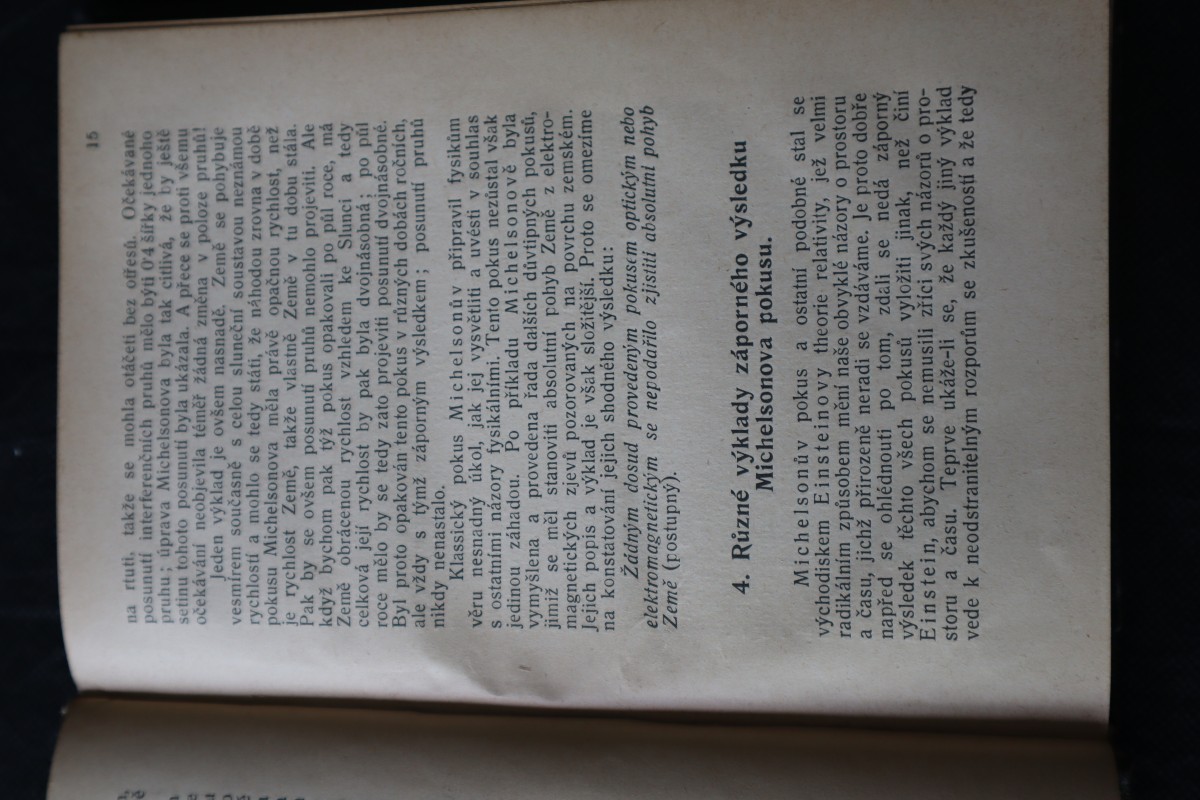 15
na rtuti, takže se mohla otáčeti bez otřesů. Očekávané
posunutí interferenčních pruhů mělo býti 0·4 šířky jednoho
pruhu; úprava Michelsonova byla tak citlivá, že by ještě
setinu tohoto posunutí byla ukázala. A přece se proti všemu
očekávání neobjevila téměř žádná změna v poloze pruhů!
Jeden výklad je ovšem nasnadě. Země se pohybuje
vesmírem současně s celou sluneční soustavou neznámou
rychlostí a mohlo se tedy státi, že náhodou zrovna v době
pokusu Michelsonova měla právě opačnou rychlost, než
je rychlost Země, takže vlastně Země v tu dobu stála.
Pak by se ovšem posunutí pruhů nemohlo projeviti. Ale
když bychom pak týž pokus opakovali po půl roce, má
Země obrácenou rychlost vzhledem ke Slunci a tedy
celková její rychlost by pak byla dvojnásobná; po půl
roce mělo by se tedy zato projeviti posunutí dvojnásobné.
Byl proto opakován tento pokus v různých dobách ročních,
ale vždy s týmž záporným výsledkem; posunutí pruhů
nikdy nenastalo.
Klassický pokus Michelsonův připravil fysikům
věru nesnadný úkol, jak jej vysvětliti a uvésti v souhlas
s ostatními názory fysikálními. Tento pokus nezůstal však
jedinou záhadou. Po příkladu Michelsonově byla
vymyšlena a provedena řada dalších důvtipných pokusů,
jimiž se měl stanoviti absolutní pohyb Země z elektro-
magnetických zjevů pozorovaných na povrchu zemském.
Jejich popis a výklad je však složitější. Proto se omezíme
na konstatování jejich shodného výsledku:
Žádným dosud provedeným pokusem optickým nebo
elektromagnetickým se nepodařilo zjistiti absolutní pohyb
Země (postupný).
4. Různé výklady záporného výsledku
Michelsonova pokusu.
Michelsonův pokus a ostatní podobné stal se
východiskem Einsteinovy theorie relativity, jež velmi
radikálním způsobem mění naše obvyklé názory o prostoru
a času, jichž přirozeně neradi se vzdáváme. Je proto dobře
napřed se ohlédnouti po tom, zdali se nedá záporný
výsledek těchto všech pokusů vyložiti jinak, než činí
Einstein, abychom se nemusili zříci svých názorů o pro-
storu a času. Teprve ukáže-li se, že každý jiný výklad
vede k neodstranitelným rozporům se zkušeností a že tedy